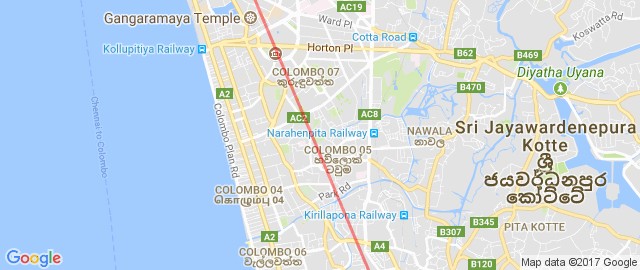 AC19
Gangaramaya Temple
Ward Pl
Koswatta Rd
Cotta Road
Kollupitiya Railway
Horton Pl
B62
B469
COLOMBO 07
කුරුඳුවත්ත
Diyatha Uyana
A2
B470
AC2
AC8
Chennai to Colombo
Colombo Plan Rd
Narahenpita Railway
NAWALA
නාවල
Sri Jayawardenepura
Kotte
ශ්‍රී
ජයවර්ධනපුර
කෝට්ටේ
COLOMBO 05
හව්ලොක්
ටවුම
COLOMBO 04
கொழும்பு 04
Park Rd
Kirillapona Railway
B345
PITA KOTTE
B307
A2
A4
COLOMBO 06
වැල්ලවත්ත
B120
Google
Map data ©2017 Google